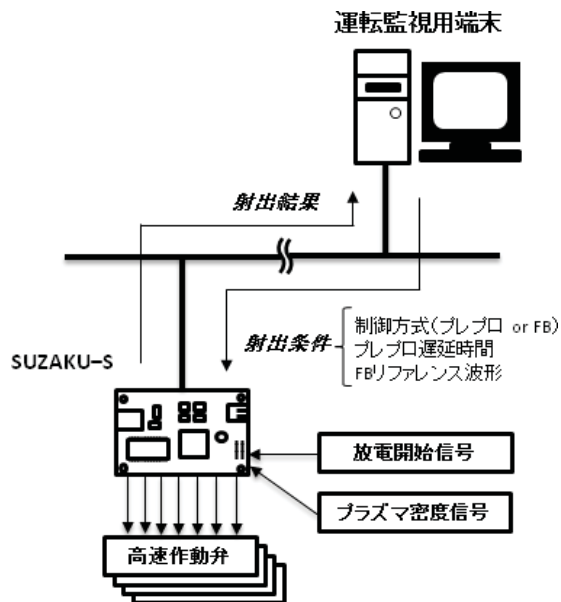 運転監視用端末
射出結果
射出条件
制御方式(プレプロ or FB)
プレプロ遅延時間
FBリファレンス波形
SUZAKU-S
放電開始信号
プラズマ密度信号
高速作動弁